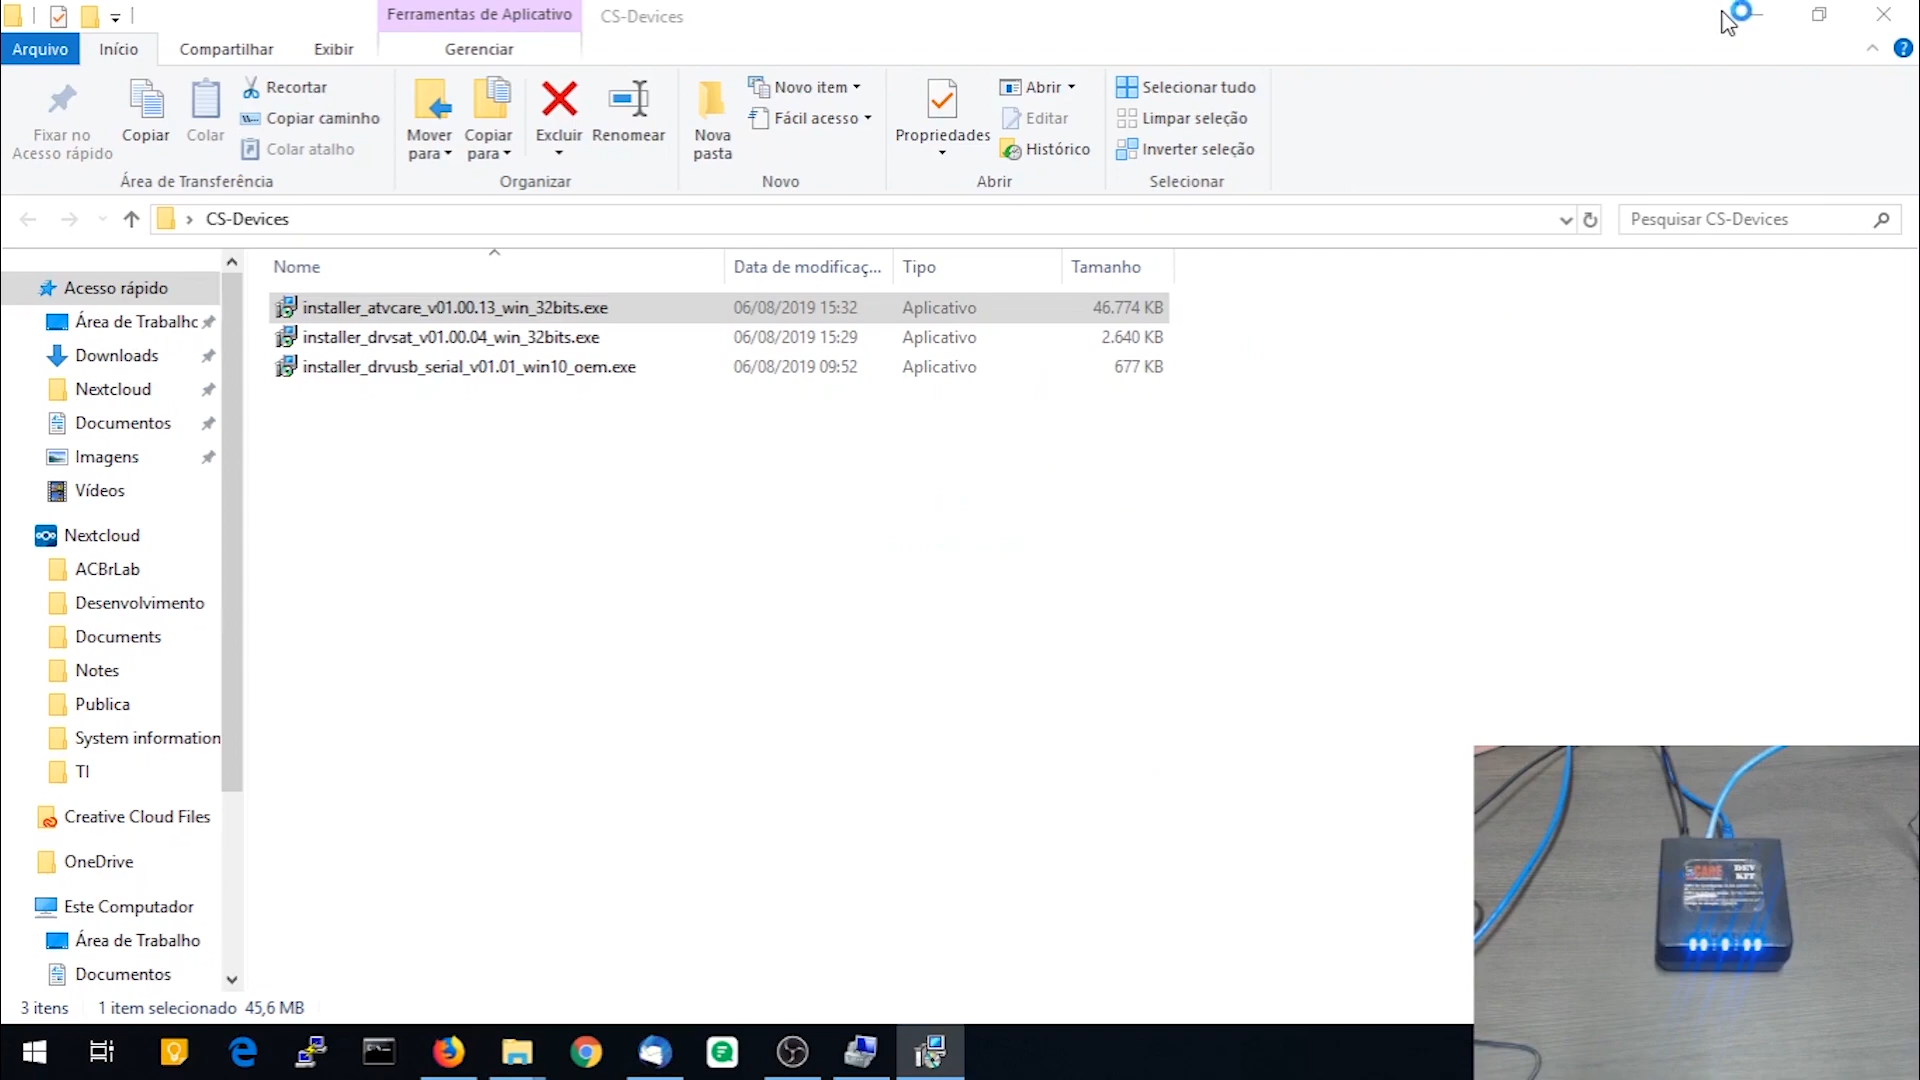 Ferramentas de Aplicativo
CS-Devices
Arquivo
Início
Compartilhar
Exibir
Gerenciar
Fixar no
Acesso rápido
Copiar
Colar
Recortar
Copiar caminho
Colar atalho
Área de Transferência
Mover
para
Copiar
para
Excluir
Renomear
Organizar
Nova
pasta
Novo item
Fácil acesso
Novo
Propriedades
Abrir
Editar
Histórico
Abrir
Selecionar tudo
Limpar seleção
Inverter seleção
Selecionar
CS-Devices
Pesquisar CS-Devices
Nome
Data de modificaç...
Tipo
Tamanho
installer_atvcare_v01.00.13_win_32bits.exe 06/08/2019 15:32 Aplicativo 46.774 KB
installer_drvsat_v01.00.04_win_32bits.exe 06/08/2019 15:29 Aplicativo 2.640 KB
installer_drvusb_serial_v01.01_win10_oem.exe 06/08/2019 09:52 Aplicativo 677 KB
Acesso rápido
Área de Trabalho
Downloads
Nextcloud
Documentos
Imagens
Vídeos
Nextcloud
ACBrLab
Desenvolvimento
Documents
Notes
Publica
System information
TI
Creative Cloud Files
OneDrive
Este Computador
Área de Trabalho
Documentos
3 itens 1 item selecionado 45,6 MB
CARE
DEV
KIT